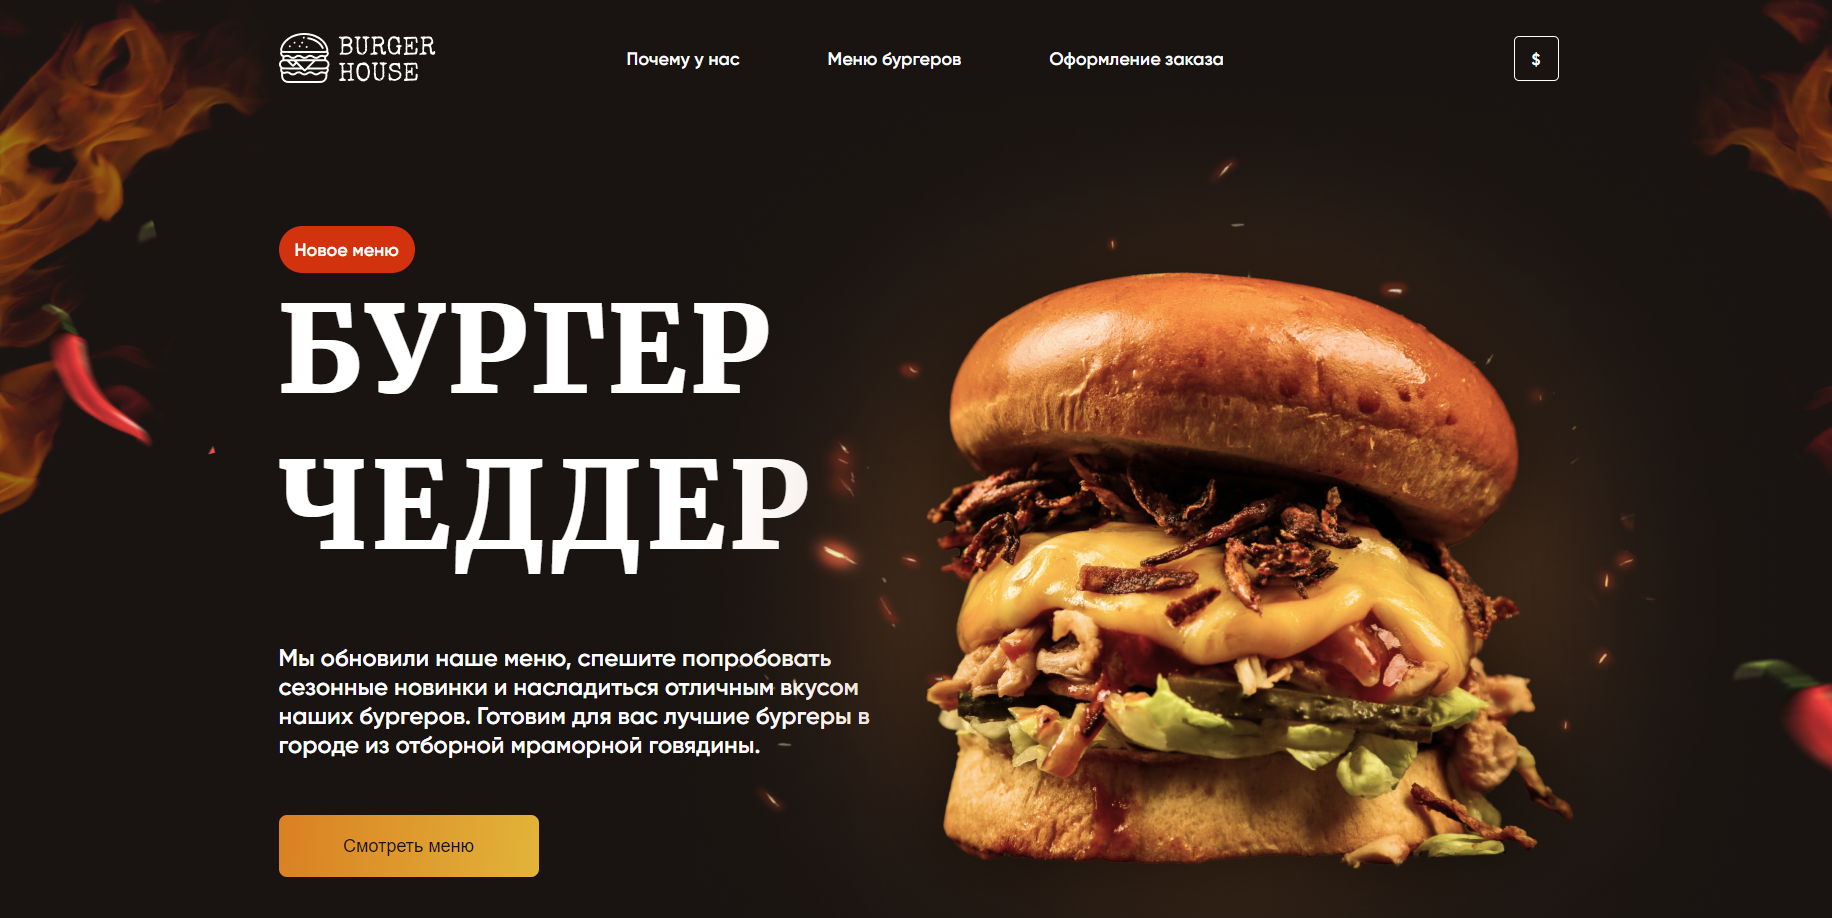 BURGER
HOUSE
Почему у нас
Меню бургеров
Оформление заказа
$
Новое меню
БУРГЕР
ЧЕДДЕР
Мы обновили наше меню, спешите попробовать
сезонные новинки и насладиться отличным вкусом
наших бургеров. Готовим для вас лучшие бургеры в
городе из отборной мраморной говядины.
Смотреть меню